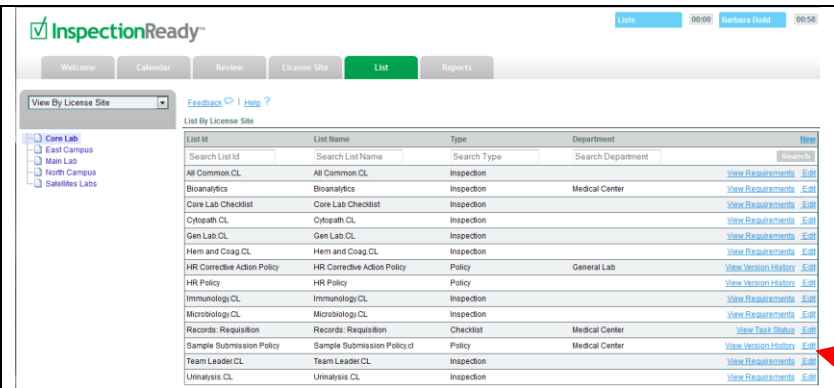 InspectionReady
Lists 00:00 Barbara Dodd 00:58
Welcome Calendar Review License Site List Reports
View By License Site
Feedback | Help ?
List By License Site
Core Lab
East Campus
Main Lab
North Campus
Satellites Labs
List Id List Name Type Department New
Search List Id Search List Name Search Type Search Department Search
All Common.CL All Common.CL Inspection View Requirements Edit
Bioanalytics Bioanalytics Inspection Medical Center View Requirements Edit
Core Lab Checklist Core Lab Checklist Inspection View Requirements Edit
Cytopath.CL Cytopath.CL Inspection View Requirements Edit
Gen Lab.CL Gen Lab.CL Inspection View Requirements Edit
Hem and Coag.CL Hem and Coag.CL Inspection View Requirements Edit
HR Corrective Action Policy HR Corrective Action Policy Policy General Lab View Version History Edit
HR Policy HR Policy Policy View Version History Edit
Immunology.CL Immunology.CL Inspection View Requirements Edit
Microbiology.CL Microbiology.CL Inspection View Requirements Edit
Records: Requisition Records: Requisition Checklist Medical Center View Task Status Edit
Sample Submission Policy Sample Submission Policy.cl Policy Medical Center View Version History Edit
Team Leader.CL Team Leader.CL Inspection View Requirements Edit
Urinalysis.CL Urinalysis.CL Inspection View Requirements Edit